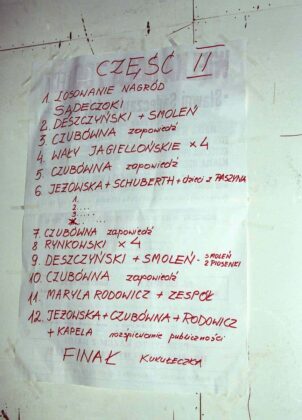 CZĘŚĆ II
1. LOSOWANIE NAGRÓD
SĄDECZOKI
2. DESZCZYŃSKI + SMOLEŃ
3. CZUBÓWNA zapowiedź
4. WAŁY JAGIELLOŃSKIE × 4
5. CZUBÓWNA zapowiedź
6 JEŻOWSKA + SCHUBERTH + dzieci z PASZYNA
1.
2....
3....
7 CZUBÓWNA zapowiedź
8 RYNKOWSKI × 4
9 DESZCZYŃSKI + SMOLEŃ - SMOLEŃ
2 PIOSENKI
10 CZUBÓWNA zapowiedź
11. MARYLA RODOWICZ + ZESPÓŁ
12. JEŻOWSKA + CZUBÓWNA + RODOWICZ
+ KAPELA rozśpiewanie publiczności
FINAŁ KUKUŁECZKA